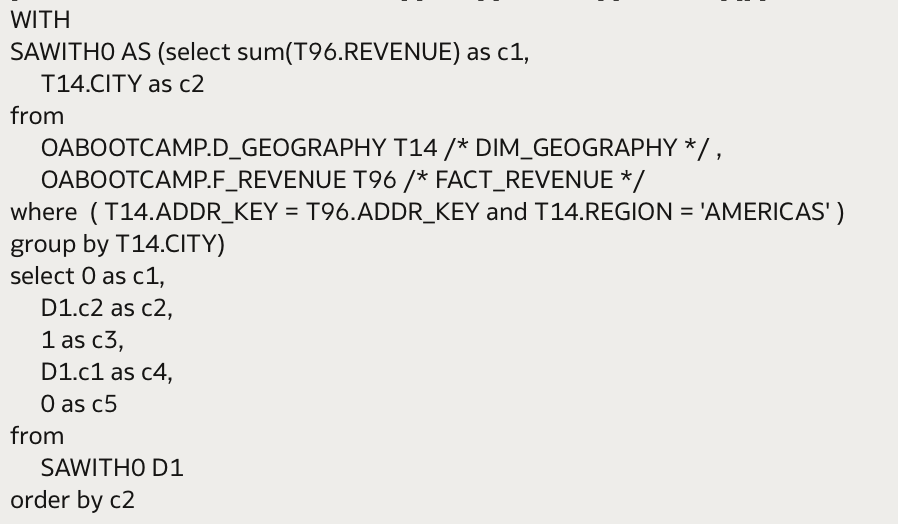 WITH
SAWITH0 AS (select sum(T96.REVENUE) as c1,
T14.CITY as c2
from
OABOOTCAMP.D_GEOGRAPHY T14 /* DIM_GEOGRAPHY */ ,
OABOOTCAMP.F_REVENUE T96 /* FACT_REVENUE */
where ( T14.ADDR_KEY = T96.ADDR_KEY and T14.REGION = 'AMERICAS' )
group by T14.CITY)
select 0 as c1,
D1.c2 as c2,
1 as c3,
D1.c1 as c4,
0 as c5
from
SAWITH0 D1
order by c2